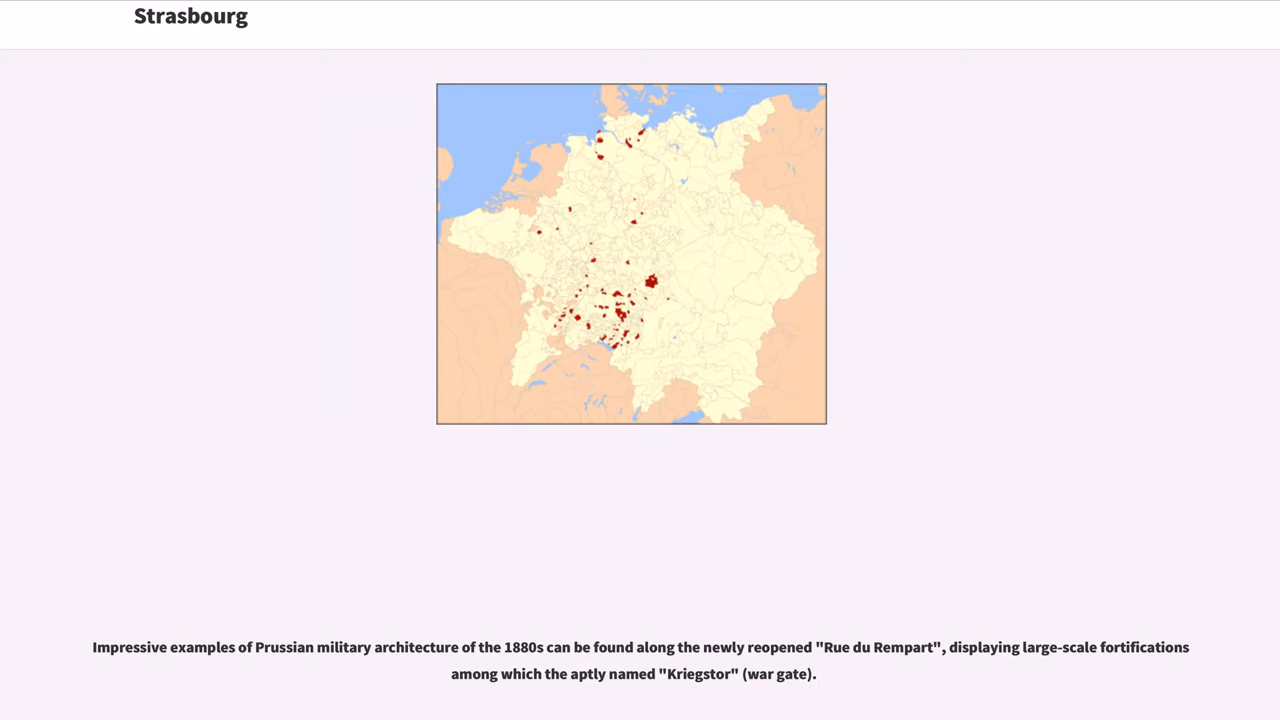 Strasbourg
Impressive examples of Prussian military architecture of the 1880s can be found along the newly reopened "Rue du Rempart", displaying large-scale fortifications
among which the aptly named "Kriegstor" (war gate).